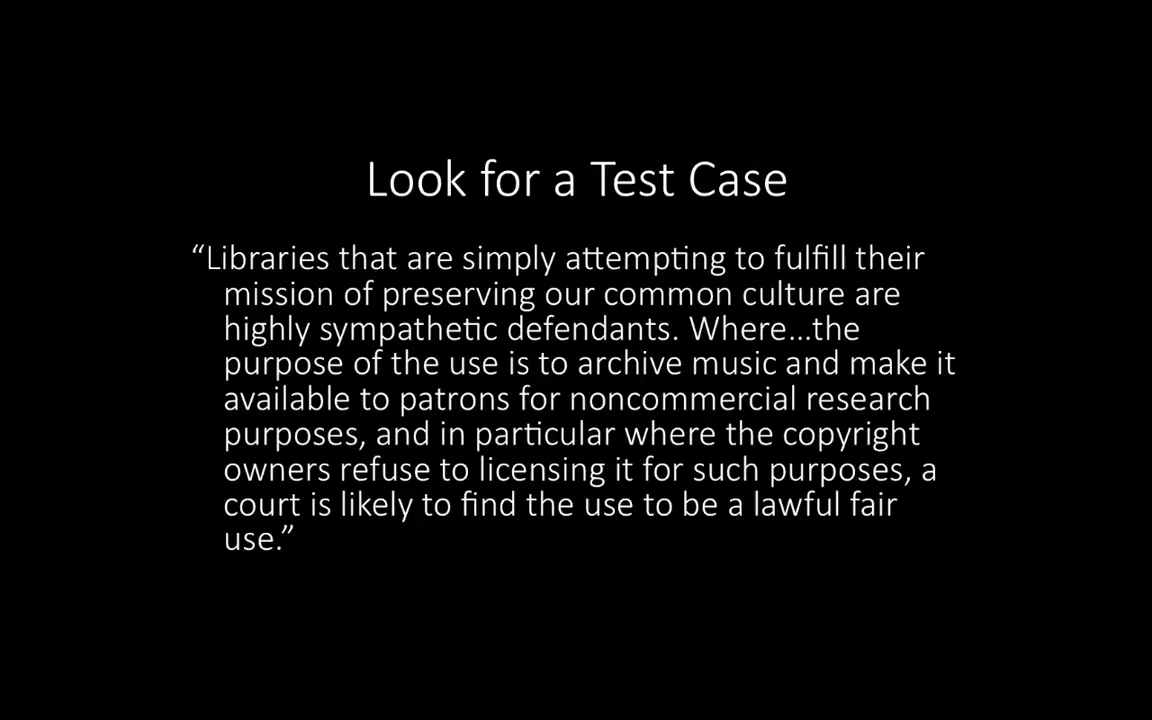 Look for a Test Case
“Libraries that are simply attempting to fulfill their
mission of preserving our common culture are
highly sympathetic defendants. Where...the
purpose of the use is to archive music and make it
available to patrons for noncommercial research
purposes, and in particular where the copyright
owners refuse to licensing it for such purposes, a
court is likely to find the use to be a lawful fair
use.”